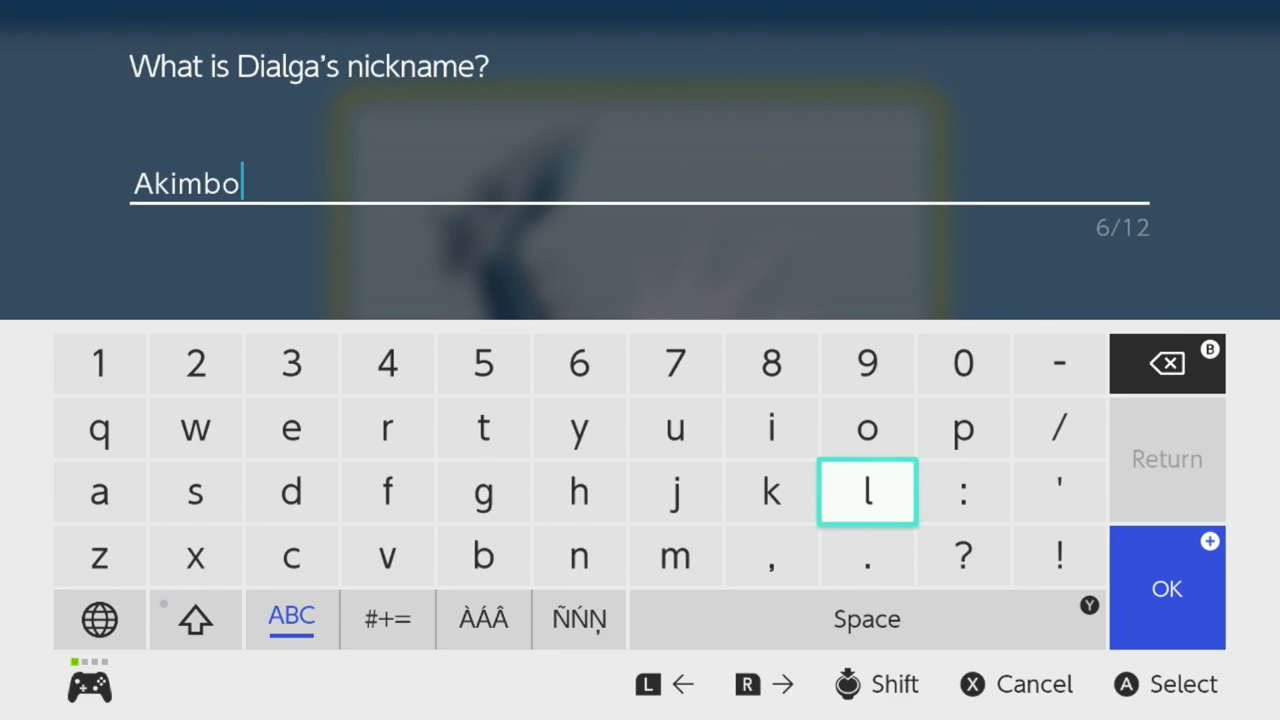 What is Dialga's nickname?
Akimbo
6/12
1 2 3 4 5 6 7 8 9 0 - B
q w e r t y u i o p / Return
a s d f g h j k l : '
z x c v b n m , . ? ! + OK
ABC #+= ÀÁÂ ÑŃŅ Space Y
L ← R → Shift X Cancel A Select